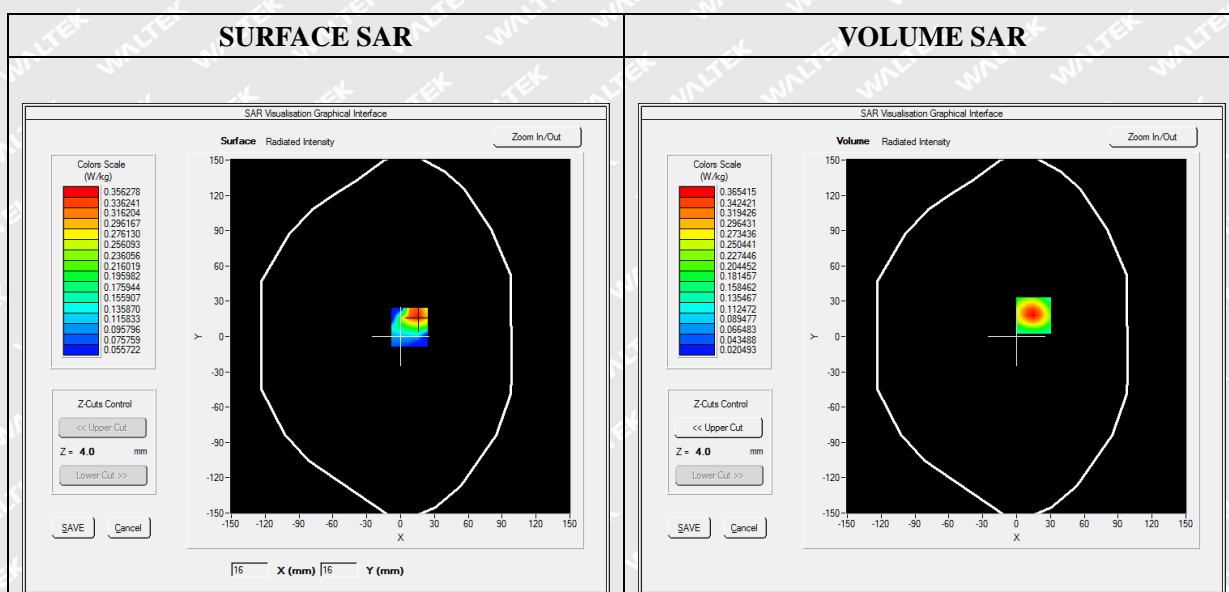 SURFACE SAR
SAR Visualisation Graphical Interface
Surface Radiated Intensity
Zoom In/Out
Colors Scale
(W/kg)
0.356278
0.336241
0.316204
0.296167
0.276130
0.256093
0.236056
0.216019
0.195982
0.175944
0.155907
0.135870
0.115833
0.095796
0.075759
0.055722
Z-Cuts Control
<< Upper Cut
Z = 4.0 mm
Lower Cut >>
SAVE Cancel
150
120
90
60
30
0
-30
-60
-90
-120
-150
Y
-150 -120 -90 -60 -30 0 30 60 90 120 150
X
16 X (mm) 16 Y (mm)
VOLUME SAR
SAR Visualisation Graphical Interface
Volume Radiated Intensity
Zoom In/Out
Colors Scale
(W/kg)
0.365415
0.342421
0.319426
0.296431
0.273436
0.250441
0.227446
0.204452
0.181457
0.158462
0.135467
0.112472
0.089477
0.066483
0.043488
0.020493
Z-Cuts Control
<< Upper Cut
Z = 4.0 mm
Lower Cut >>
SAVE Cancel
150
120
90
60
30
0
-30
-60
-90
-120
-150
Y
-150 -120 -90 -60 -30 0 30 60 90 120 150
X
WALTEK